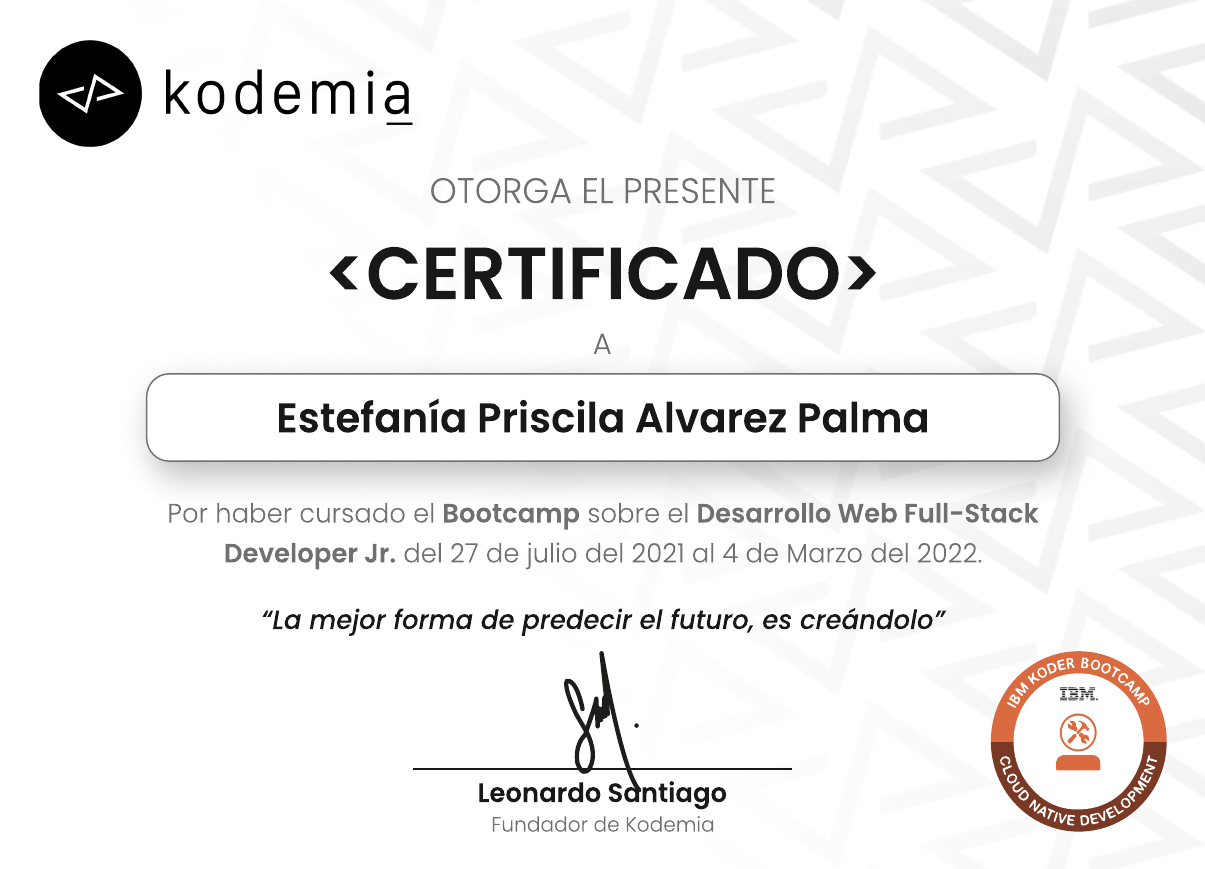 kodemia
OTORGA EL PRESENTE
<CERTIFICADO>
A
Estefanía Priscila Alvarez Palma
Por haber cursado el Bootcamp sobre el Desarrollo Web Full-Stack
Developer Jr. del 27 de julio del 2021 al 4 de Marzo del 2022.
“La mejor forma de predecir el futuro, es creándolo”
Leonardo Santiago
Fundador de Kodemia
IBM KODER BOOTCAMP
IBM.
CLOUD NATIVE DEVELOPMENT